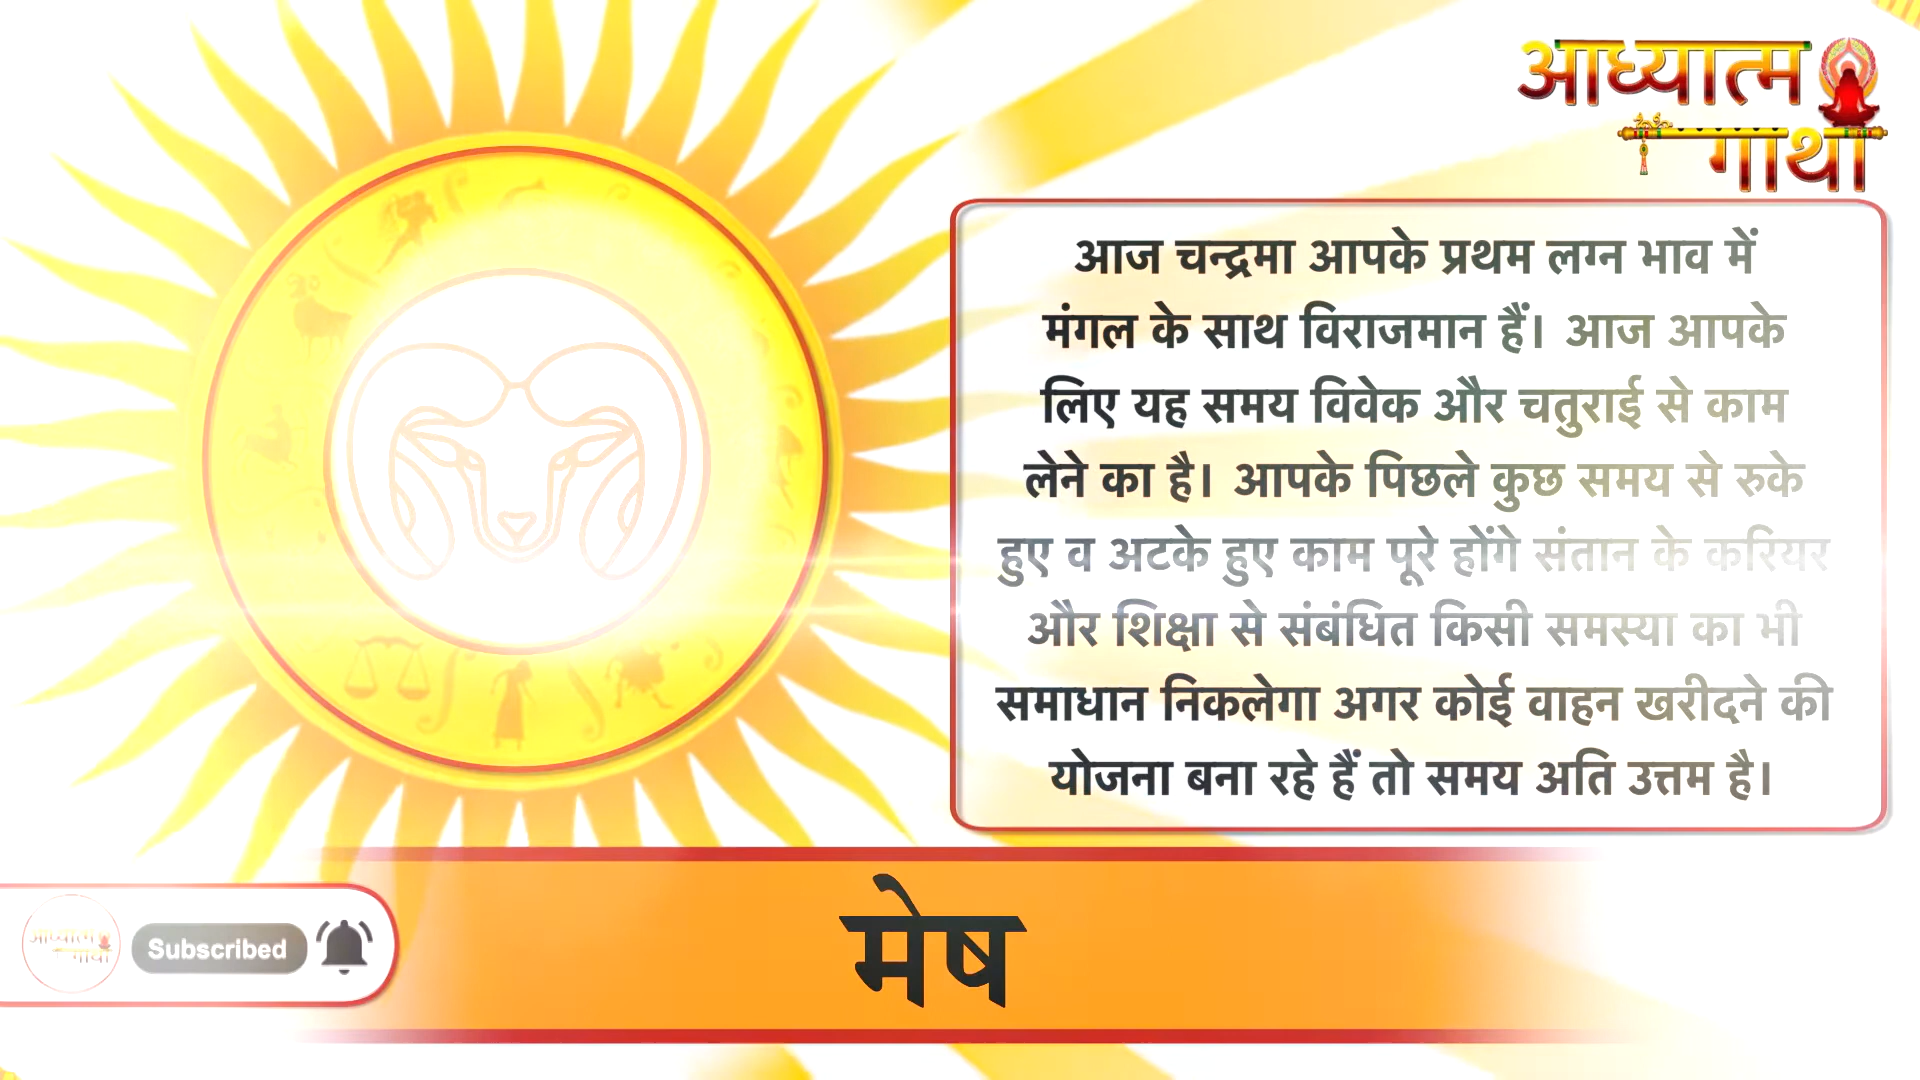 आध्यात्म
गाथा
आज चन्द्रमा आपके प्रथम लग्न भाव में
मंगल के साथ विराजमान हैं। आज आपके
लिए यह समय विवेक और चतुराई से काम
लेने का है। आपके पिछले कुछ समय से रुके
हुए व अटके हुए काम पूरे होंगे संतान के करियर
और शिक्षा से संबंधित किसी समस्या का भी
समाधान निकलेगा अगर कोई वाहन खरीदने की
योजना बना रहे हैं तो समय अति उत्तम है।
मेष
आध्यात्म
गाथा
Subscribed